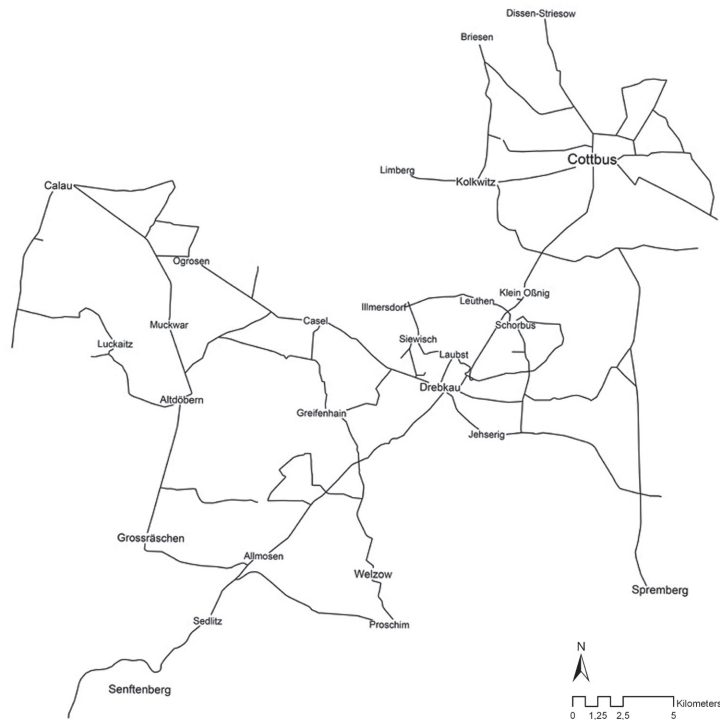 Dissen-Striesow
Briesen
Cottbus
Limberg
Kolkwitz
Calau
Ogrosen
Klein Oßnig
Leuthen
Illmersdorf
Casel
Schorbus
Muckwar
Siewisch
Luckaitz
Laubst
Drebkau
Altdöbern
Greifenhain
Jehserig
Grossräschen
Allmosen
Welzow
Spremberg
Sedlitz
Proschim
Senftenberg
N
Kilometers
0 1,25 2,5 5